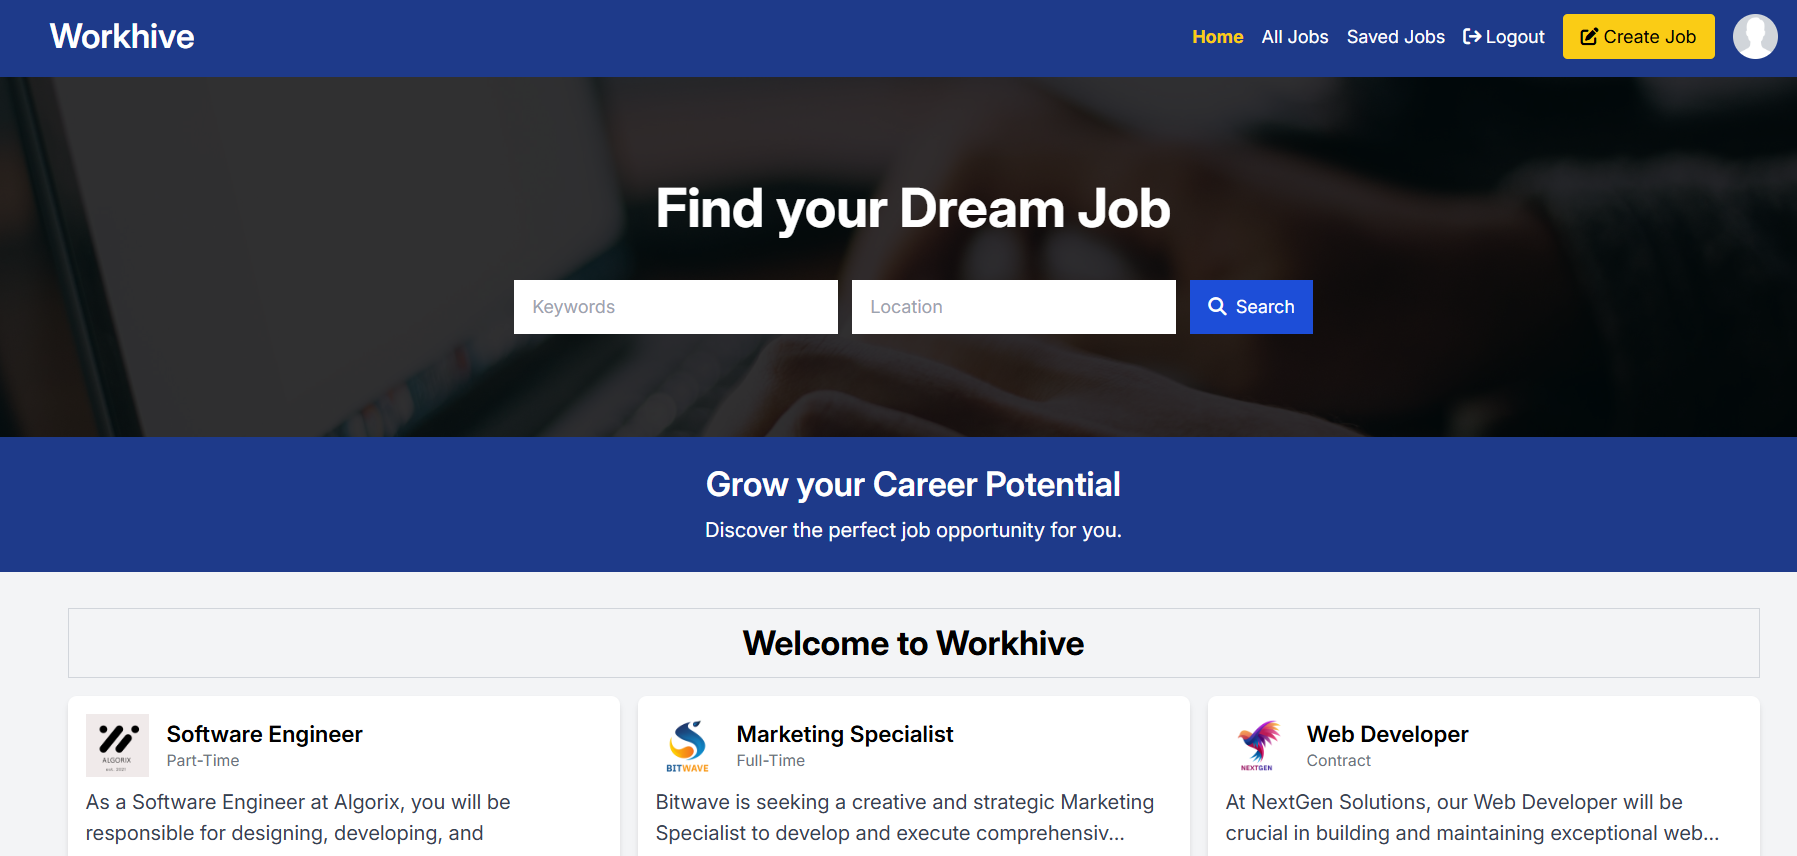 Workhive
Home All Jobs Saved Jobs Logout Create Job
Find your Dream Job
Keywords Location Search
Grow your Career Potential
Discover the perfect job opportunity for you.
Welcome to Workhive
ALGORIX
est. 2021
Software Engineer
Part-Time
As a Software Engineer at Algorix, you will be
responsible for designing, developing, and
BITWAVE
Marketing Specialist
Full-Time
Bitwave is seeking a creative and strategic Marketing
Specialist to develop and execute comprehensiv...
NEXTGEN
Web Developer
Contract
At NextGen Solutions, our Web Developer will be
crucial in building and maintaining exceptional web...